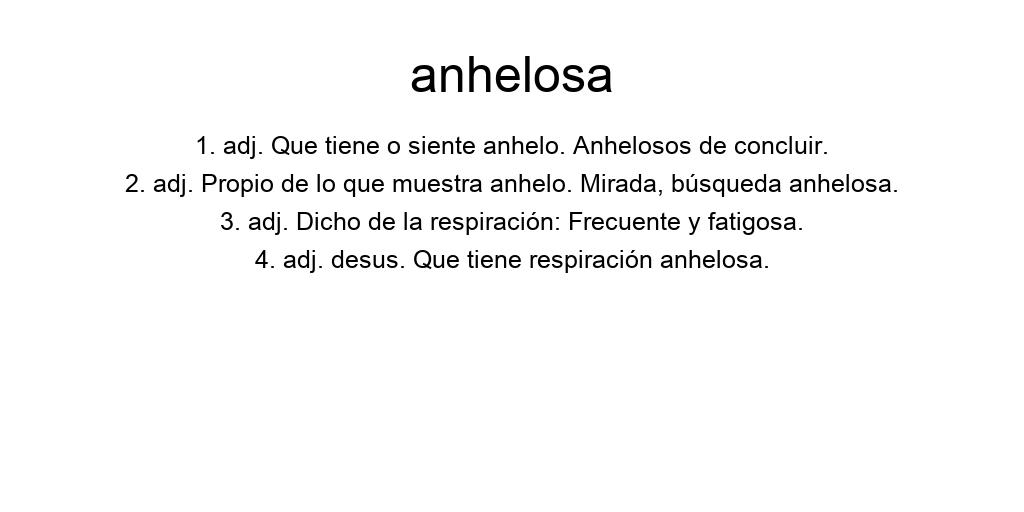 anhelosa
1. adj. Que tiene o siente anhelo. Anhelosos de concluir.
2. adj. Propio de lo que muestra anhelo. Mirada, búsqueda anhelosa.
3. adj. Dicho de la respiración: Frecuente y fatigosa.
4. adj. desus. Que tiene respiración anhelosa.